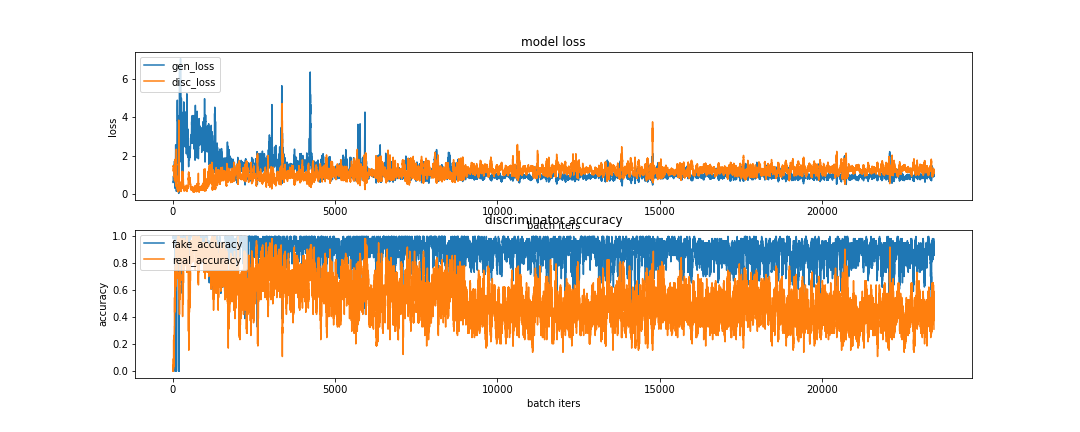 model loss
gen_loss
disc_loss
loss
6
4
2
0
0
5000
10000
15000
20000
batch iters
discriminator accuracy
fake_accuracy
real_accuracy
accuracy
1.0
0.8
0.6
0.4
0.2
0.0
0
5000
10000
15000
20000
batch iters